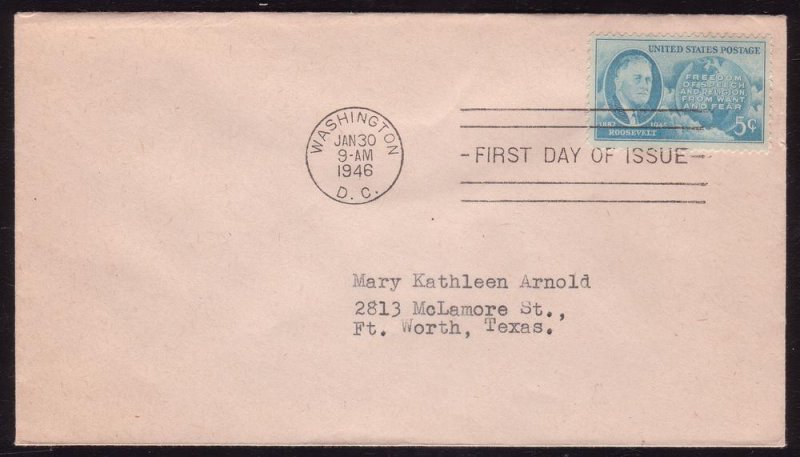 UNITED STATES POSTAGE
FREEDOM
OF SPEECH
AND RELIGION
FROM WANT
AND FEAR
1882 1945
ROOSEVELT
5¢
WASHINGTON
JAN 30
9-AM
1946
D. C.
-FIRST DAY OF ISSUE-
Mary Kathleen Arnold
2813 McLamore St.,
Ft. Worth, Texas.